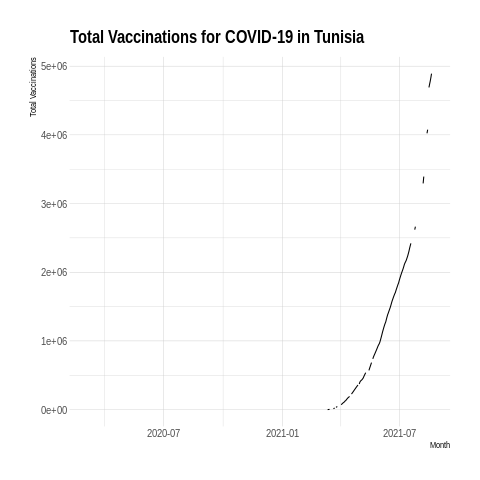 Total Vaccinations for COVID-19 in Tunisia
Total Vaccinations
5e+06
4e+06
3e+06
2e+06
1e+06
0e+00
2020-07
2021-01
2021-07
Month